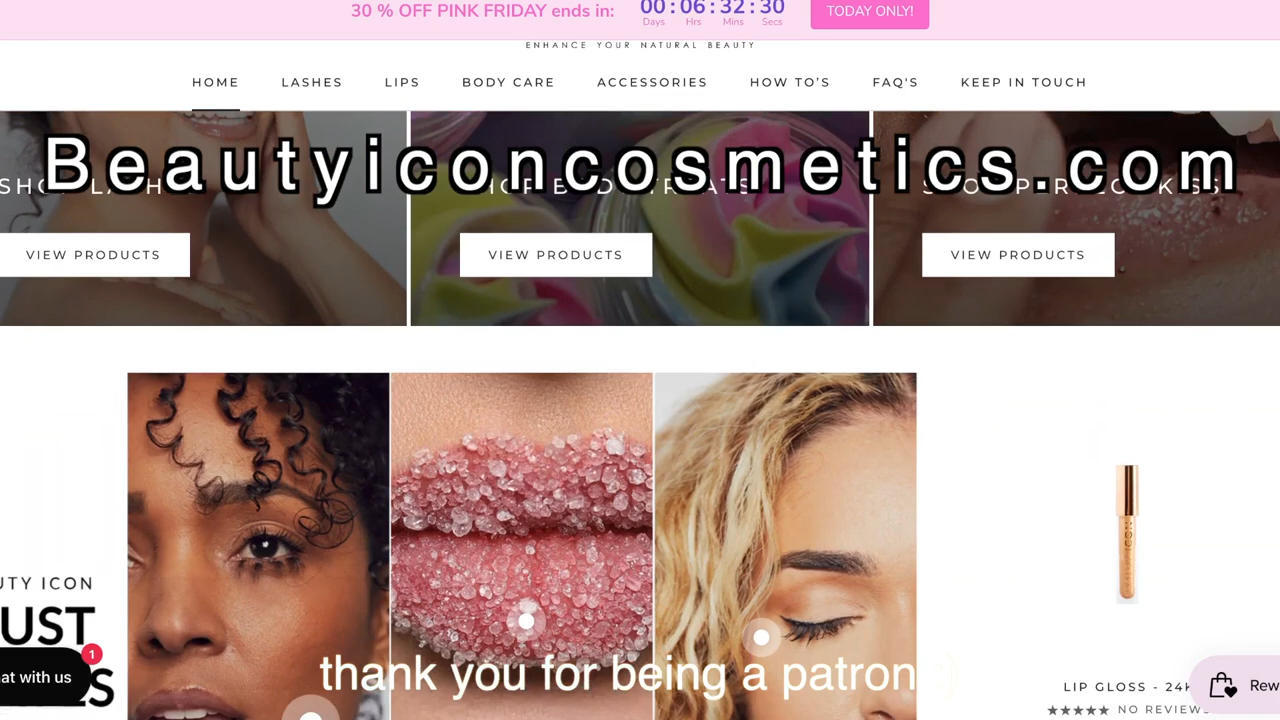 30 % OFF PINK FRIDAY ends in:
00 : 06 : 32 : 30
Days Hrs Mins Secs
TODAY ONLY!
ENHANCE YOUR NATURAL BEAUTY
HOME LASHES LIPS BODY CARE ACCESSORIES HOW TO'S FAQ'S KEEP IN TOUCH
Beautyiconcosmetics.com
VIEW PRODUCTS VIEW PRODUCTS VIEW PRODUCTS
UTY ICON
UST
1
at with us
ES
thank you for being a patron:)
LIP GLOSS - 24K
★★★★★ NO REVIEWS
Rew